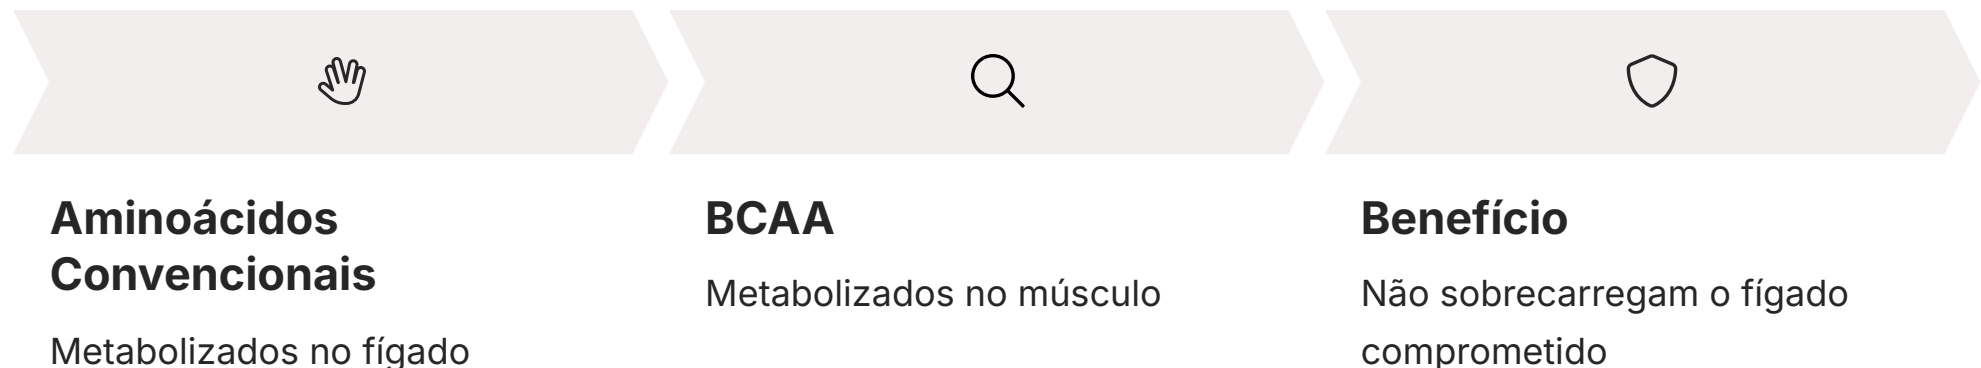 Aminoácidos
Convencionais
Metabolizados no fígado
BCAA
Metabolizados no músculo
Benefício
Não sobrecarregam o fígado
comprometido